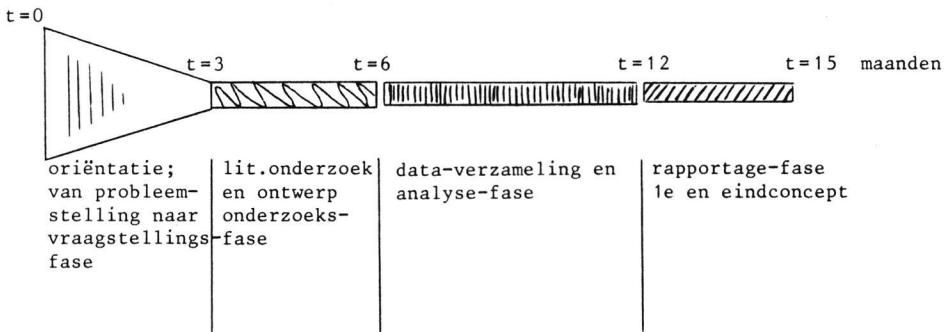 t=0
t=3
t=6
t=12
t=15 maanden
oriëntatie;
van probleem-
stelling naar
vraagstellings-
fase
lit.onderzoek
en ontwerp
onderzoeks-
fase
data-verzameling en
analyse-fase
rapportage-fase
1e en eindconcept